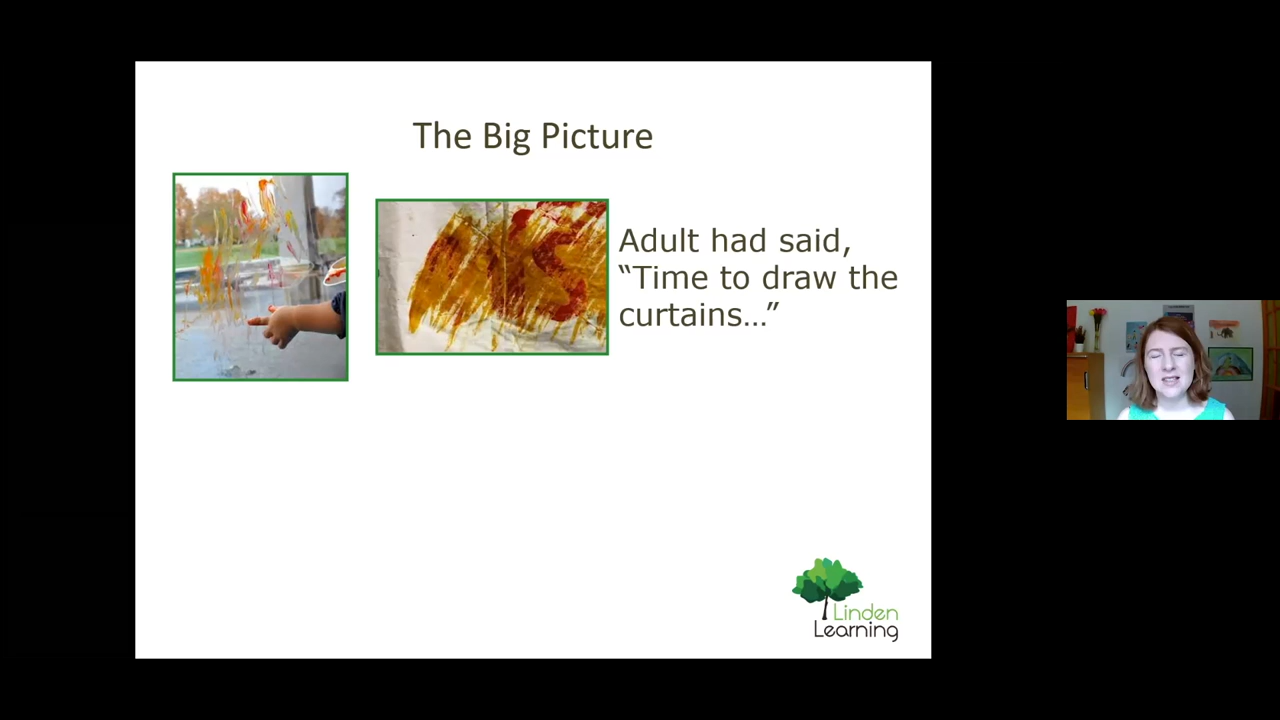 The Big Picture
Adult had said,
“Time to draw the
curtains…”
Linden
Learning